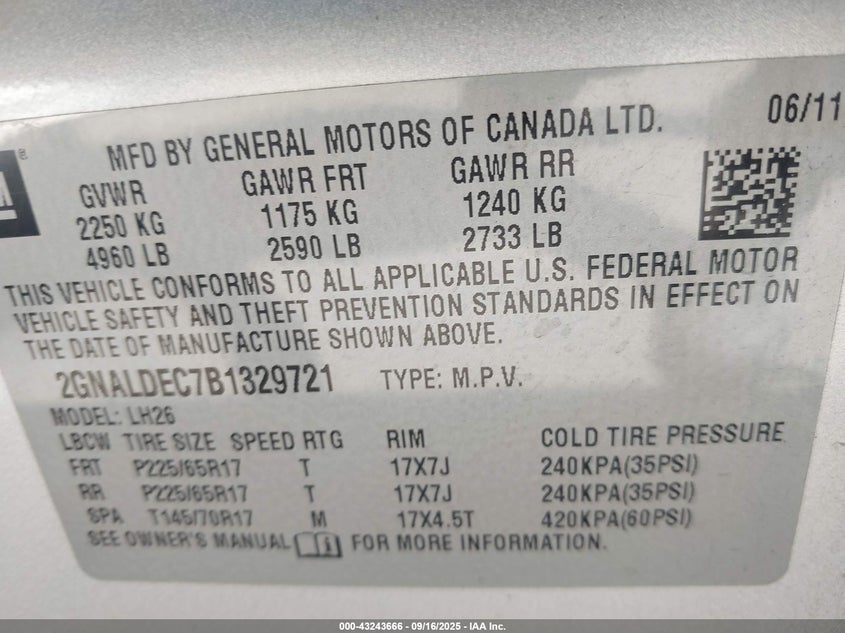 06/11
MFD BY GENERAL MOTORS OF CANADA LTD.
®
GVWR GAWR FRT GAWR RR
2250 KG 1175 KG 1240 KG
4960 LB 2590 LB 2733 LB
THIS VEHICLE CONFORMS TO ALL APPLICABLE U.S. FEDERAL MOTOR
VEHICLE SAFETY AND THEFT PREVENTION STANDARDS IN EFFECT ON
THE DATE OF MANUFACTURE SHOWN ABOVE.
2GNALDEC7B1329721 TYPE: M.P.V.
MODEL: LH26
LBCW TIRE SIZE SPEED RTG RIM COLD TIRE PRESSURE
FRT P225/65R17 T 17X7J 240KPA(35PSI)
RR P225/65R17 T 17X7J 240KPA(35PSI)
SPA T145/70R17 M 17X4.5T 420KPA(60PSI)
SEE OWNER'S MANUAL i FOR MORE INFORMATION.
000-43243666 - 09/16/2025 - IAA Inc.